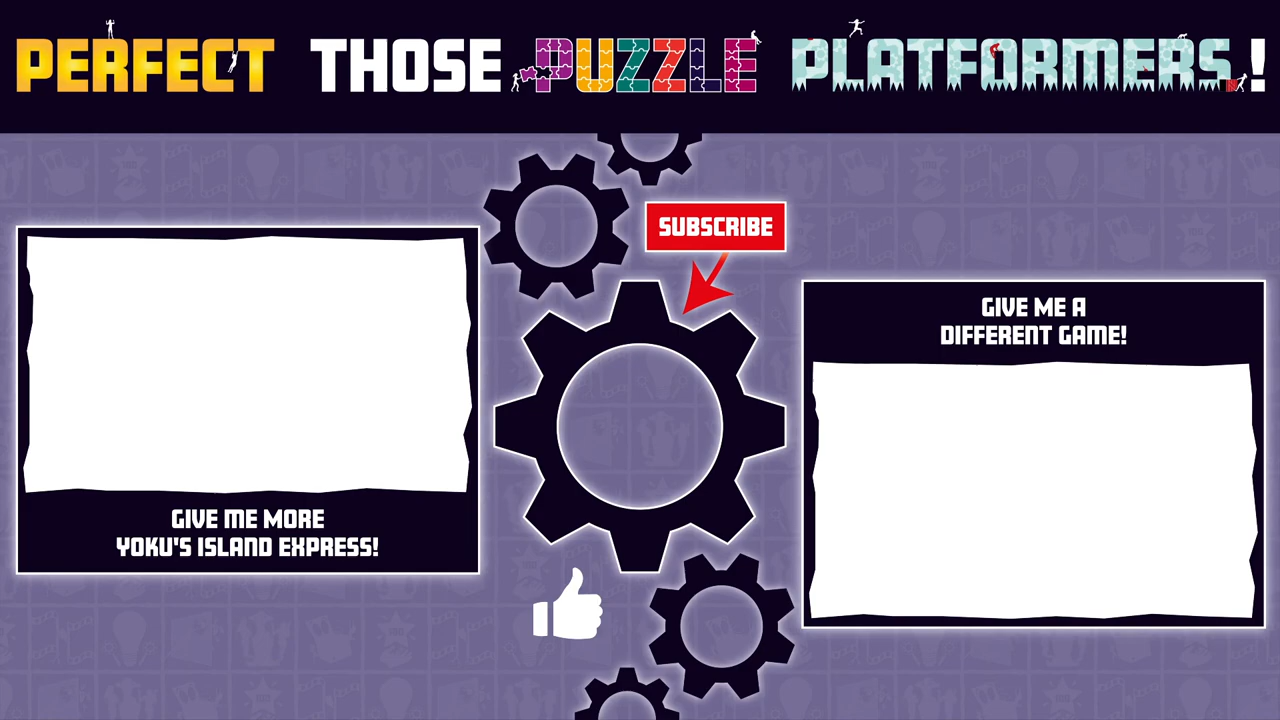 PERFECT THOSE PUZZLE PLATFORMERS!
SUBSCRIBE
GIVE ME MORE
YOKU'S ISLAND EXPRESS!
GIVE ME A
DIFFERENT GAME!